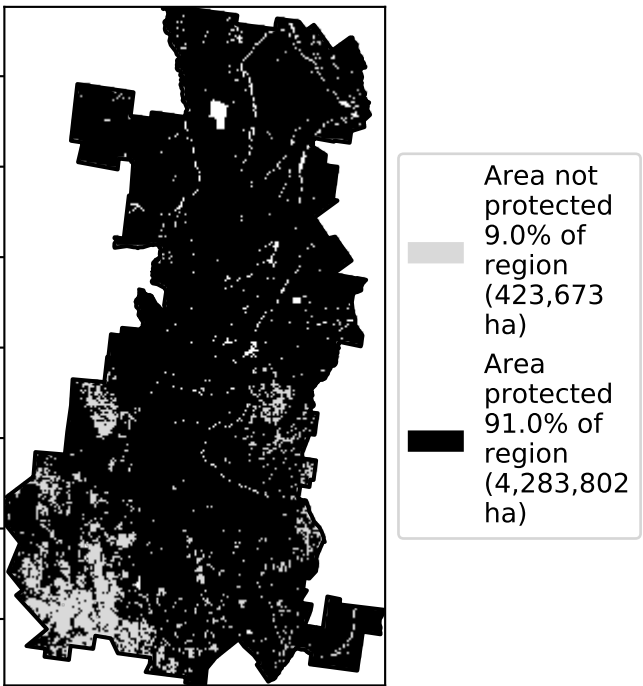 Area not
protected
9.0% of
region
(423,673
ha)
Area
protected
91.0% of
region
(4,283,802
ha)